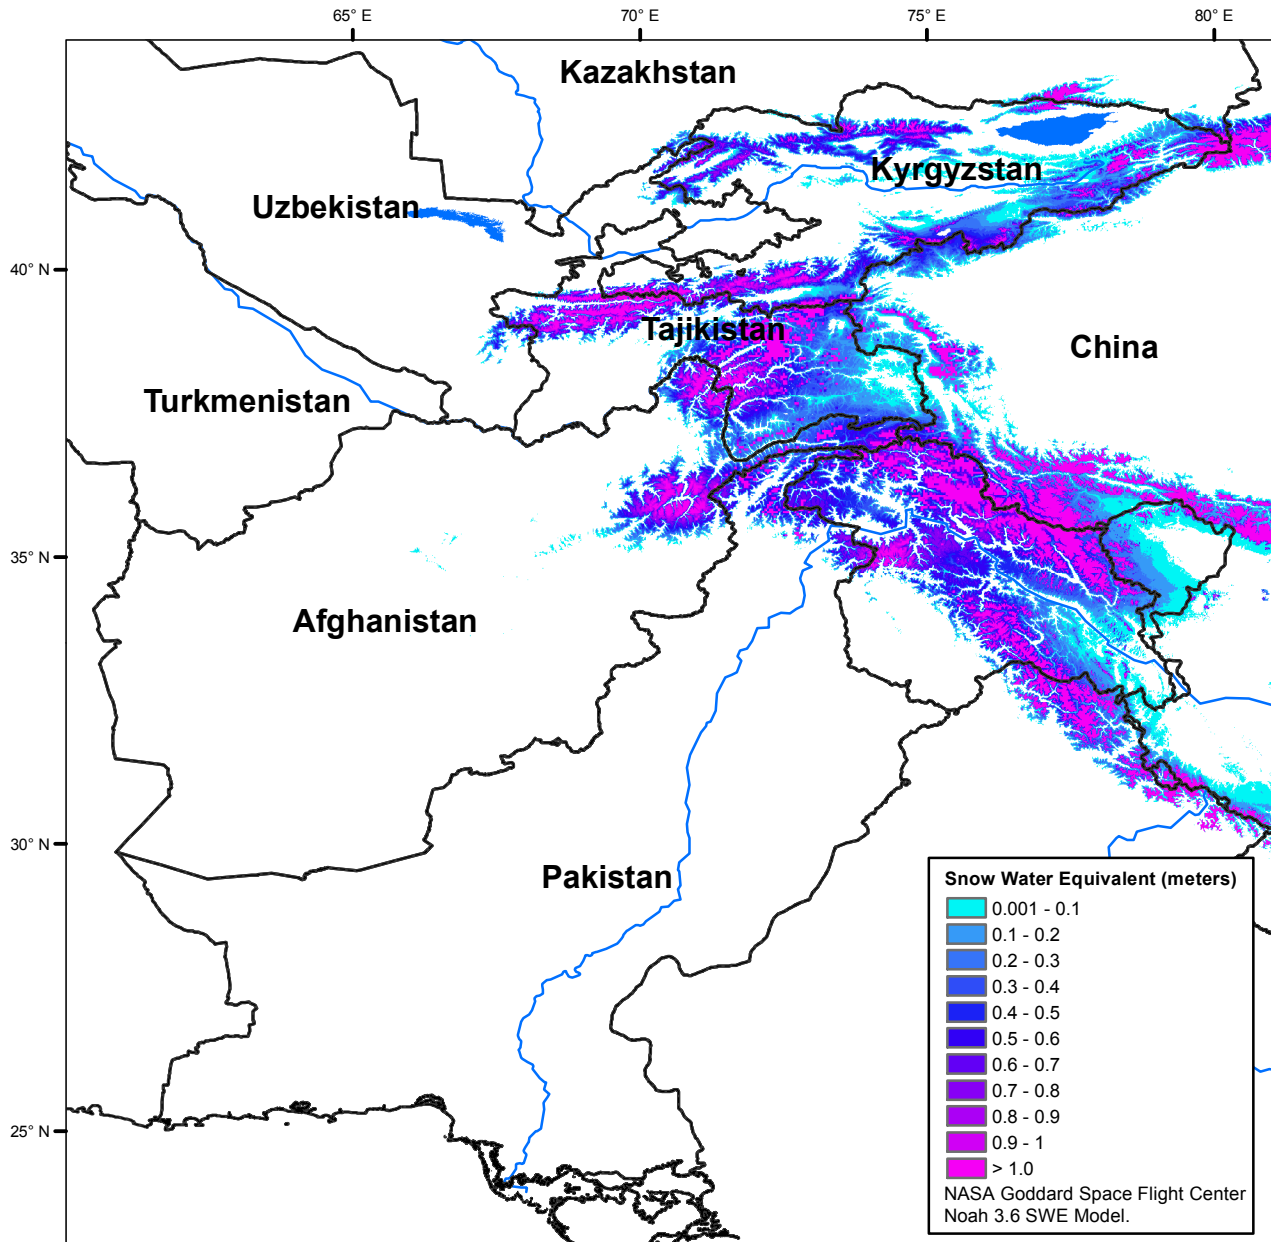 65° E
70° E
75° E
80° E
Kazakhstan
Kyrgyzstan
Uzbekistan
40° N
Tajikistan
China
Turkmenistan
35° N
Afghanistan
30° N
Pakistan
25° N
Snow Water Equivalent (meters)
0.001 - 0.1
0.1 - 0.2
0.2 - 0.3
0.3 - 0.4
0.4 - 0.5
0.5 - 0.6
0.6 - 0.7
0.7 - 0.8
0.8 - 0.9
0.9 - 1
> 1.0
NASA Goddard Space Flight Center
Noah 3.6 SWE Model.